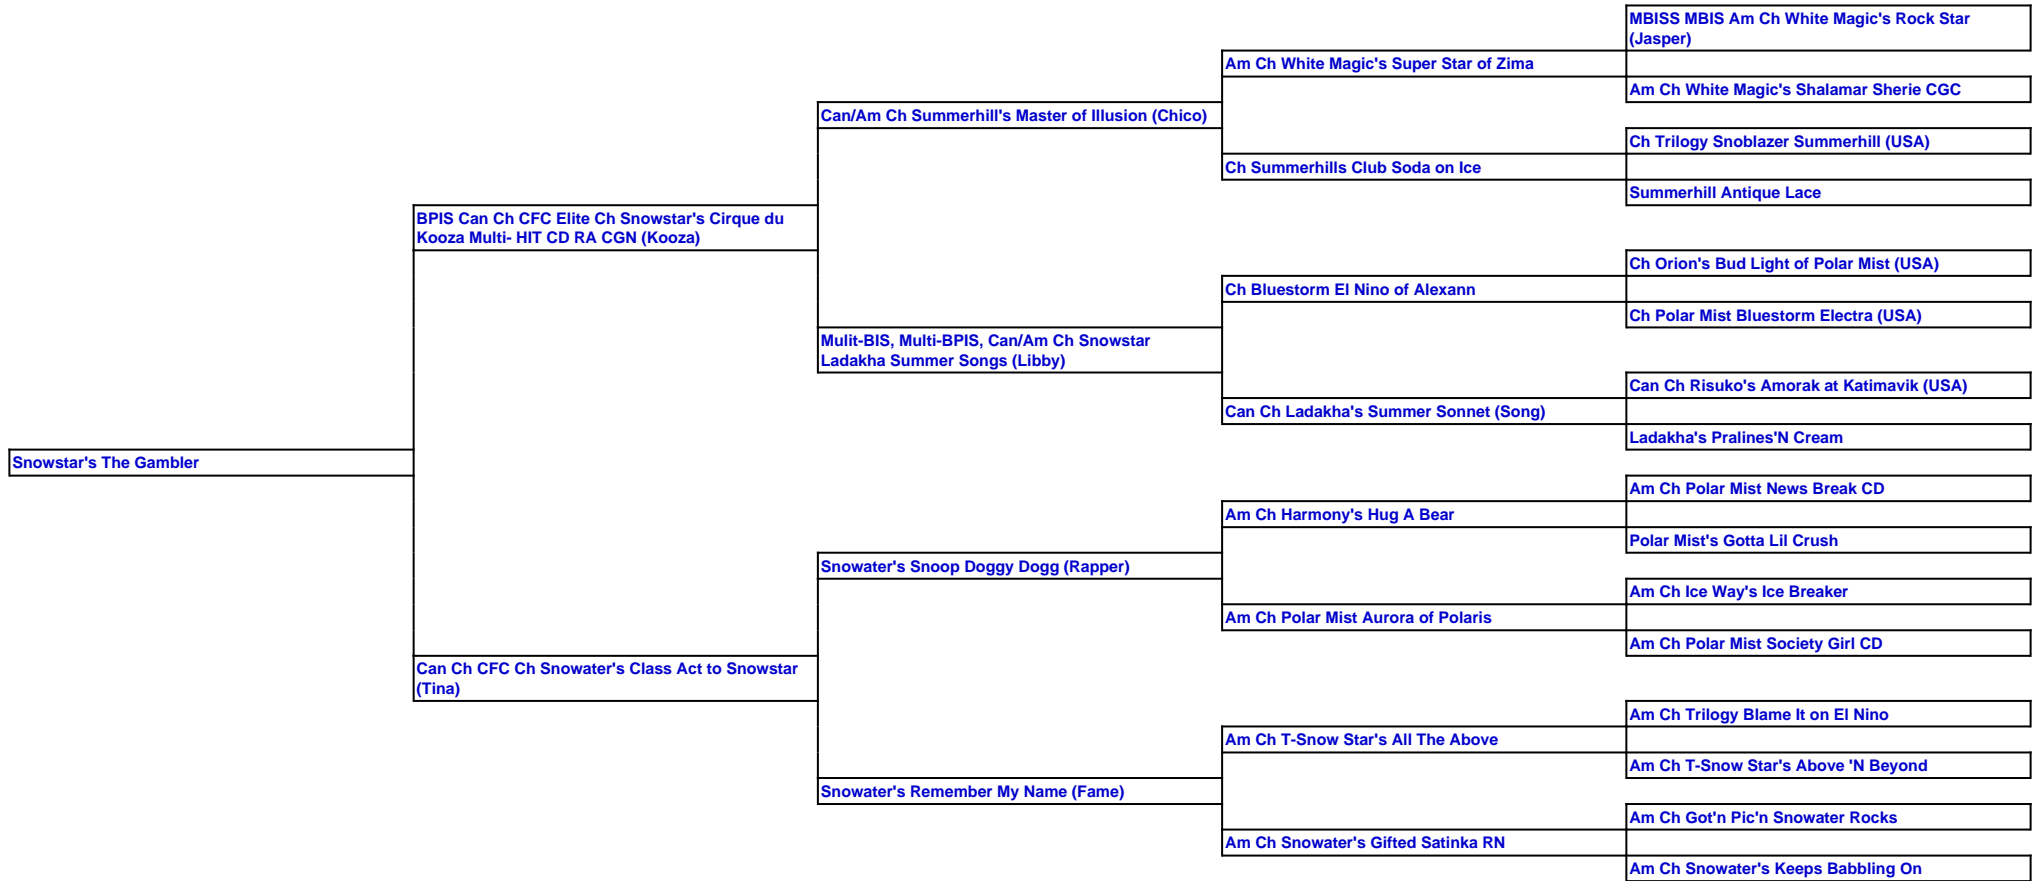 MBISS MBIS Am Ch White Magic's Rock Star
(Jasper)
Am Ch White Magic's Super Star of Zima
Am Ch White Magic's Shalamar Sherie CGC
Can/Am Ch Summerhill's Master of Illusion (Chico)
Ch Trilogy Snoblazer Summerhill (USA)
Ch Summerhills Club Soda on Ice
Summerhill Antique Lace
BPIS Can Ch CFC Elite Ch Snowstar's Cirque du
Kooza Multi- HIT CD RA CGN (Kooza)
Ch Orion's Bud Light of Polar Mist (USA)
Ch Bluestorm El Nino of Alexann
Ch Polar Mist Bluestorm Electra (USA)
Mulit-BIS, Multi-BPIS, Can/Am Ch Snowstar
Ladakha Summer Songs (Libby)
Can Ch Risuko's Amorak at Katimavik (USA)
Can Ch Ladakha's Summer Sonnet (Song)
Ladakha's Pralines'N Cream
Snowstar's The Gambler
Am Ch Polar Mist News Break CD
Am Ch Harmony's Hug A Bear
Polar Mist's Gotta Lil Crush
Snowater's Snoop Doggy Dogg (Rapper)
Am Ch Ice Way's Ice Breaker
Am Ch Polar Mist Aurora of Polaris
Am Ch Polar Mist Society Girl CD
Can Ch CFC Ch Snowater's Class Act to Snowstar
(Tina)
Am Ch Trilogy Blame It on El Nino
Am Ch T-Snow Star's All The Above
Am Ch T-Snow Star's Above 'N Beyond
Snowater's Remember My Name (Fame)
Am Ch Got'n Pic'n Snowater Rocks
Am Ch Snowater's Gifted Satinka RN
Am Ch Snowater's Keeps Babbling On